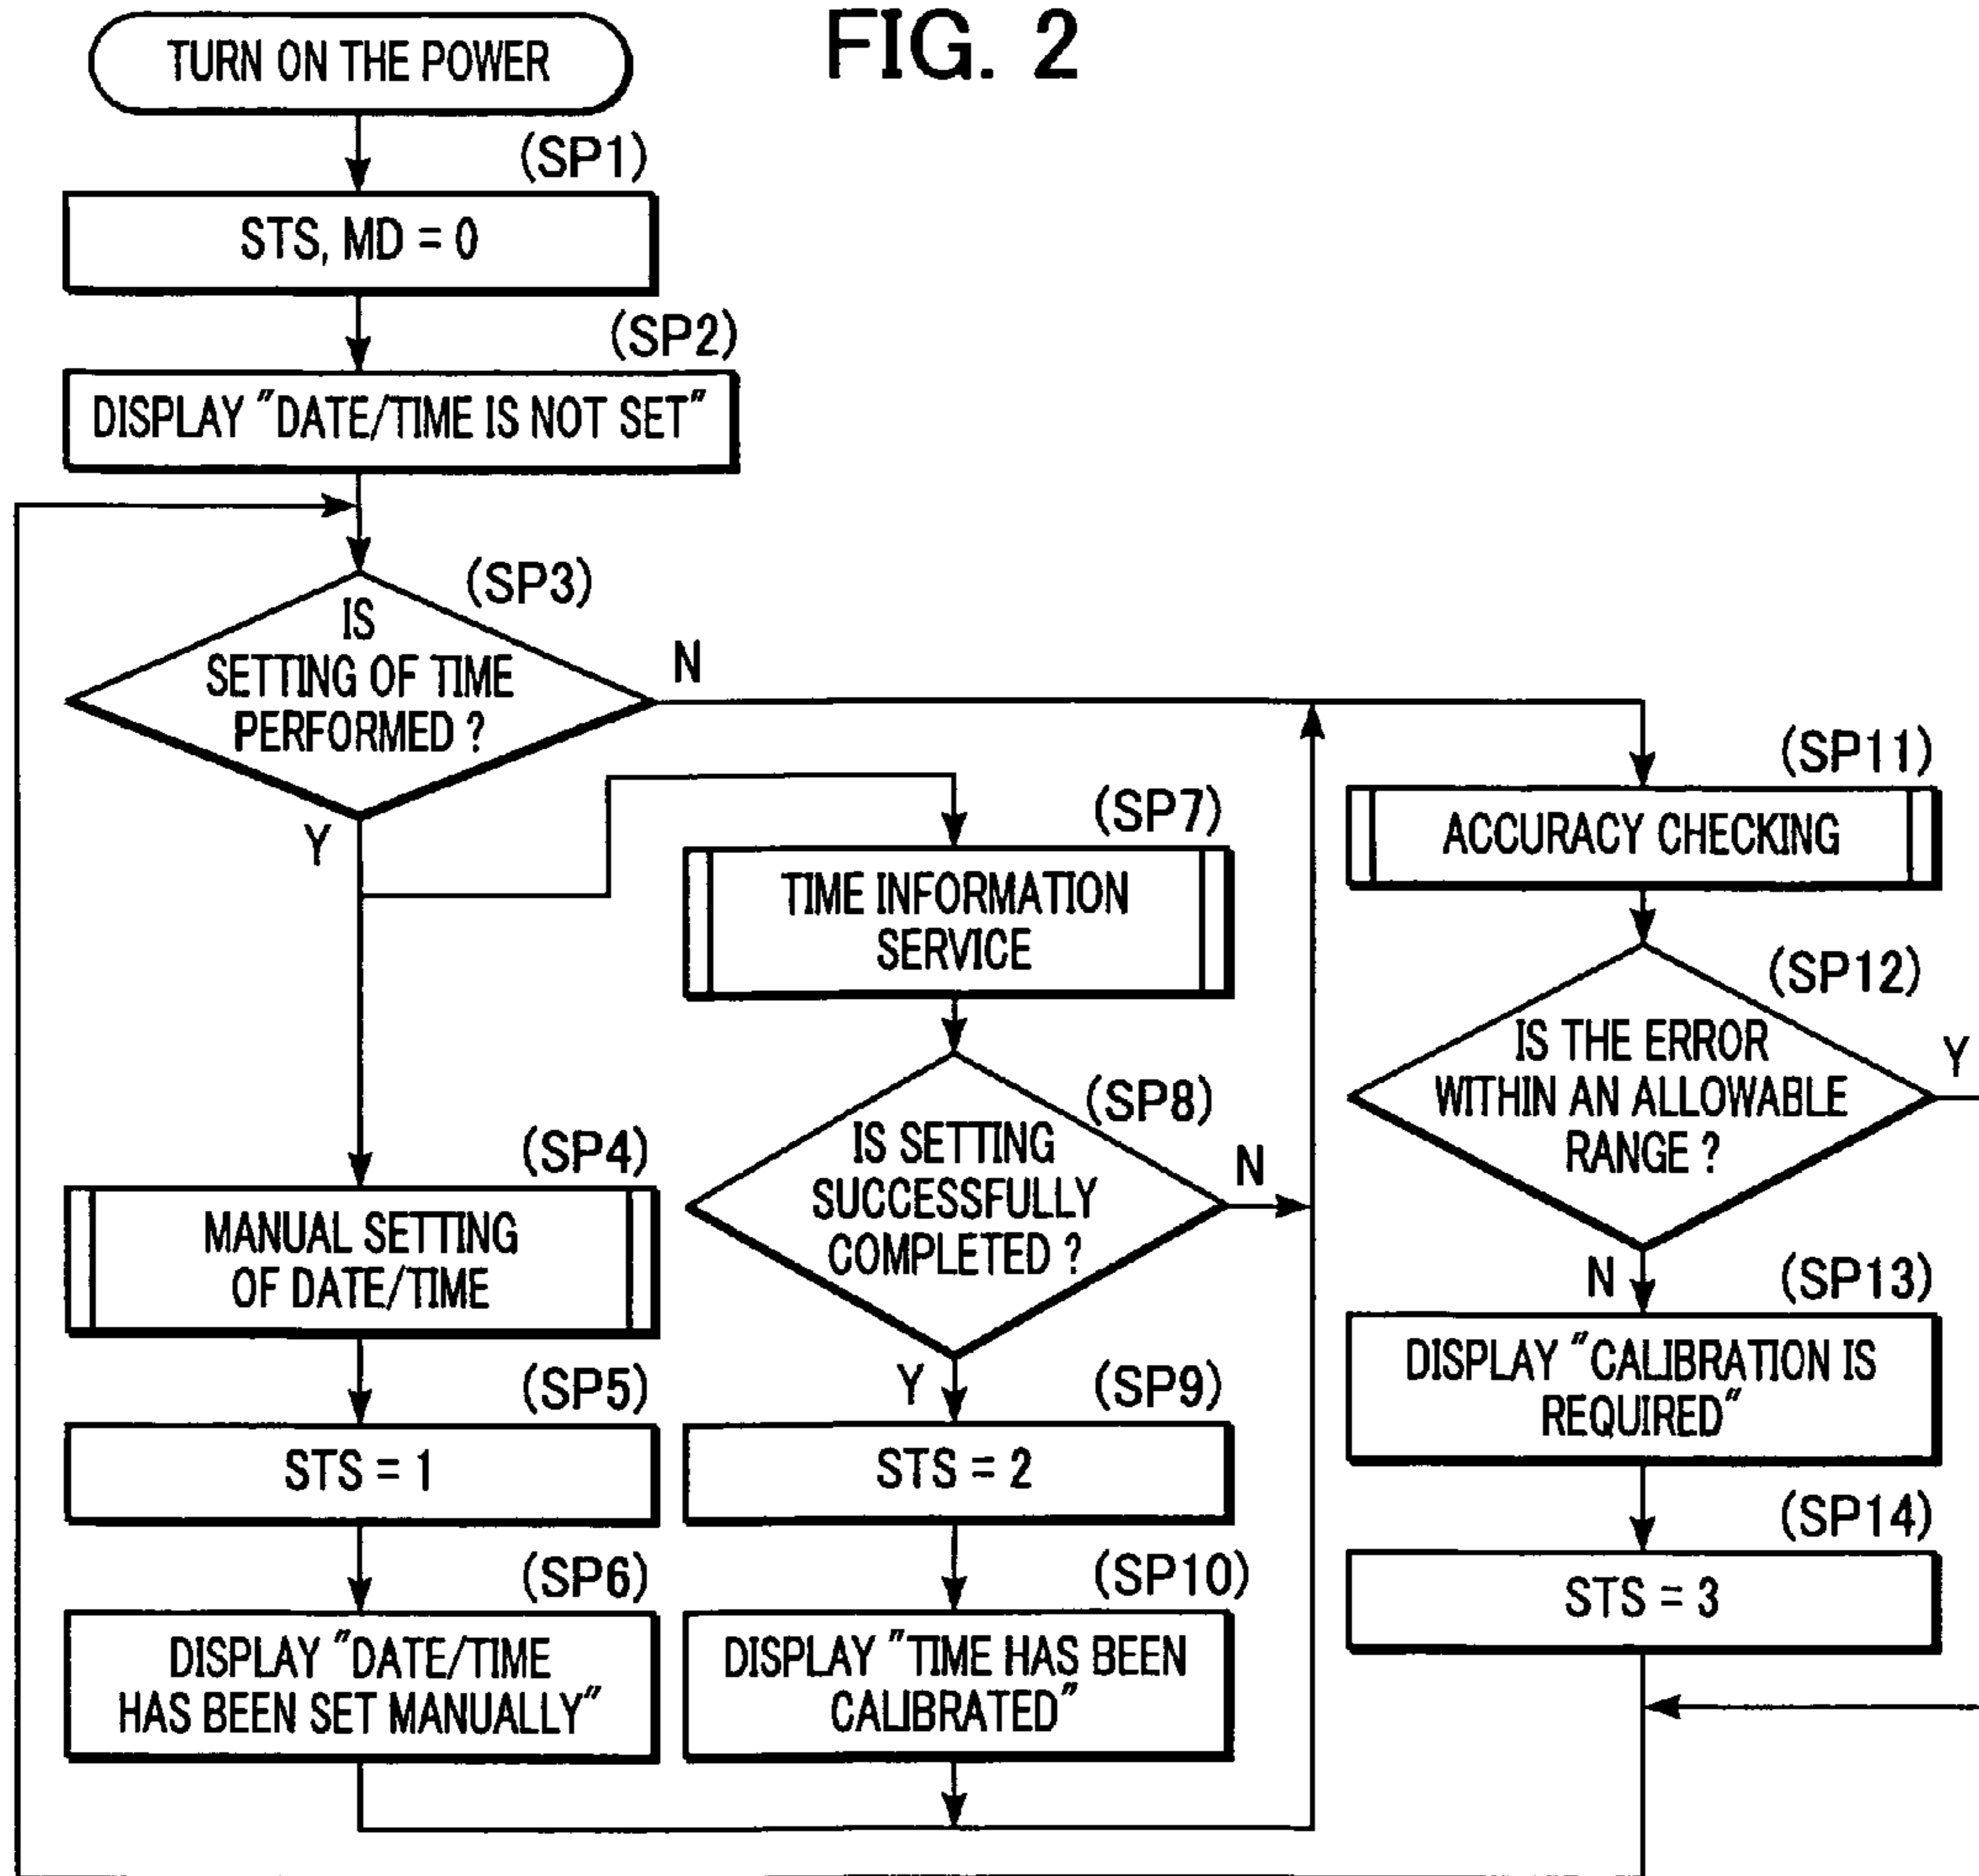 FIG. 2
TURN ON THE POWER
(SP1)
STS, MD = 0
(SP2)
DISPLAY "DATE/TIME IS NOT SET"
(SP3)
IS
SETTING OF TIME
PERFORMED ?
N
Y
(SP4)
MANUAL SETTING
OF DATE/TIME
(SP5)
STS = 1
(SP6)
DISPLAY "DATE/TIME
HAS BEEN SET MANUALLY"
(SP7)
TIME INFORMATION
SERVICE
(SP8)
IS SETTING
SUCCESSFULLY
COMPLETED ?
N
Y
(SP9)
STS = 2
(SP10)
DISPLAY "TIME HAS BEEN
CALIBRATED"
(SP11)
ACCURACY CHECKING
(SP12)
IS THE ERROR
WITHIN AN ALLOWABLE
RANGE ?
Y
N
(SP13)
DISPLAY "CALIBRATION IS
REQUIRED"
(SP14)
STS = 3